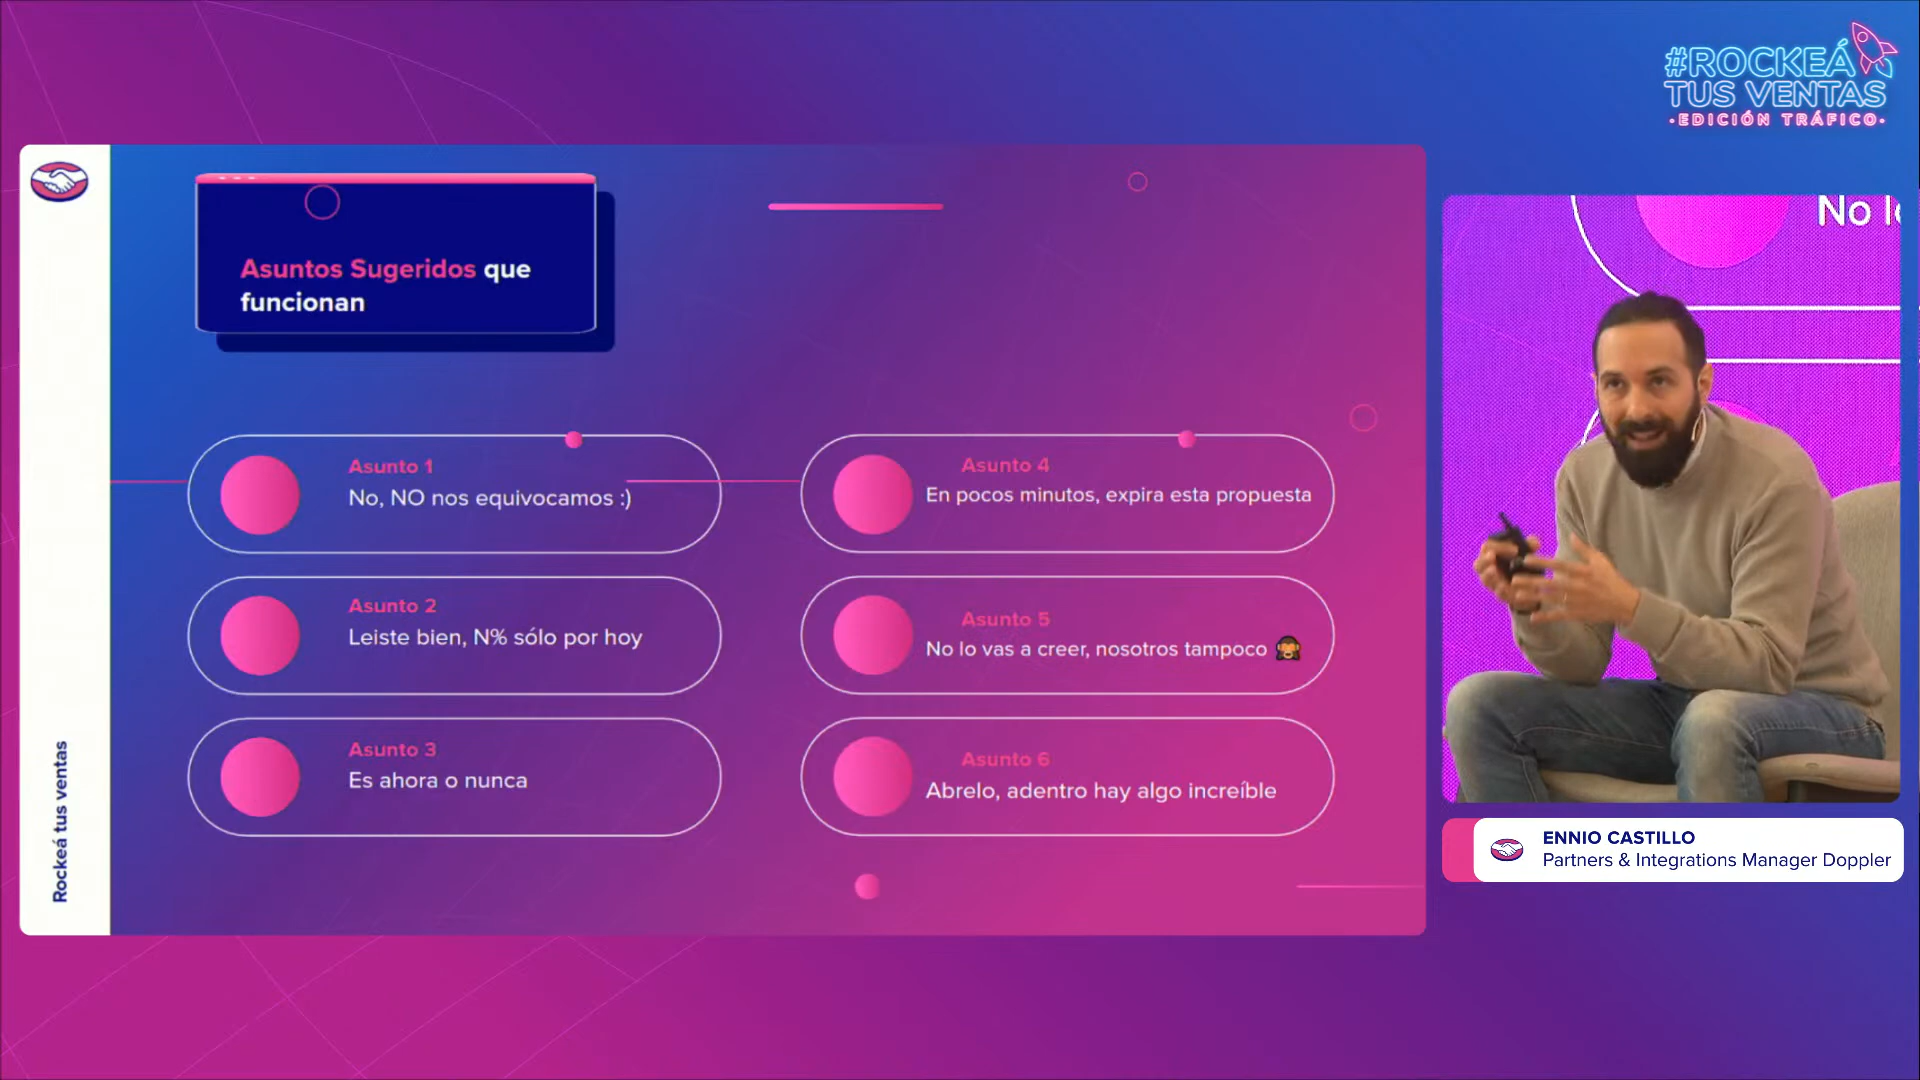 #ROCKEÁ
TUS VENTAS
•EDICIÓN TRÁFICO•
Asuntos Sugeridos que
funcionan
Asunto 1
No, NO nos equivocamos :)
Asunto 2
Leiste bien, N% sólo por hoy
Asunto 3
Es ahora o nunca
Asunto 4
En pocos minutos, expira esta propuesta
Asunto 5
No lo vas a creer, nosotros tampoco 🙊
Asunto 6
Abrelo, adentro hay algo increíble
Rockeá tus ventas
No lo
ENNIO CASTILLO
Partners & Integrations Manager Doppler